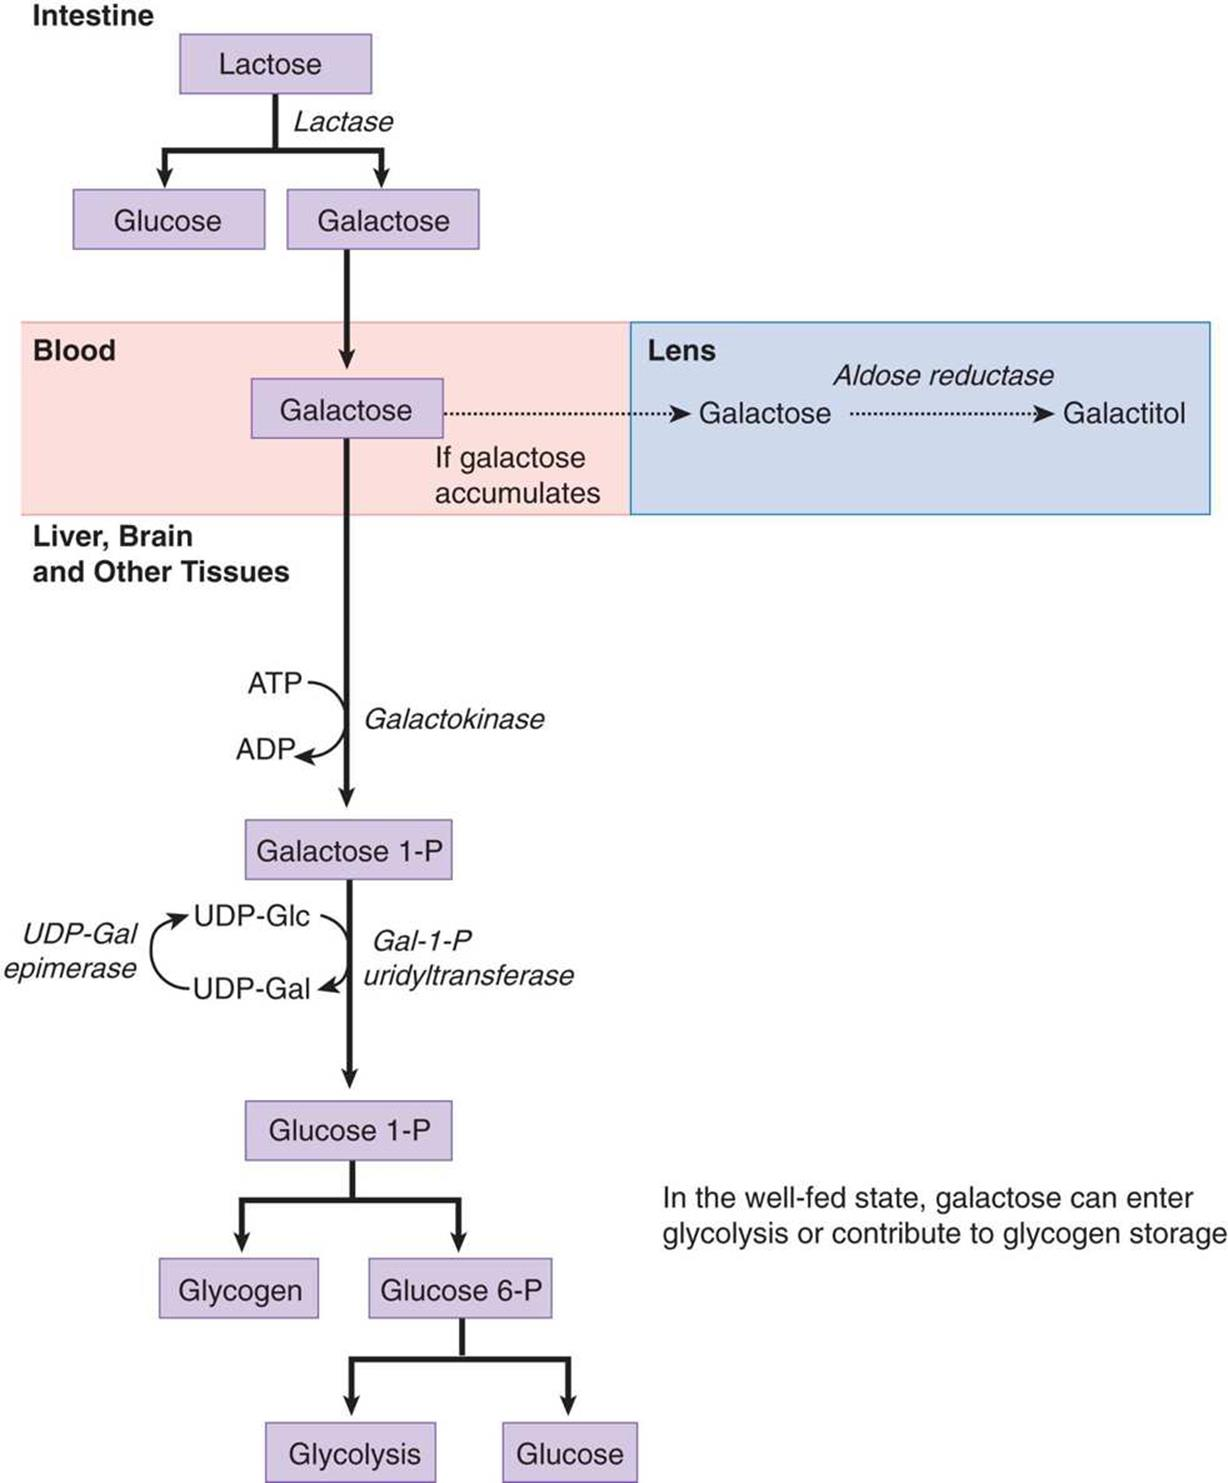 Intestine
Lactose
Lactase
Glucose
Galactose
Blood
Lens
Aldose reductase
Galactose
Galactose
Galactitol
If galactose
accumulates
Liver, Brain
and Other Tissues
ATP
Galactokinase
ADP
Galactose 1-P
UDP-Gal
epimerase
UDP-Glc
UDP-Gal
Gal-1-P
uridyltransferase
Glucose 1-P
In the well-fed state, galactose can enter
glycolysis or contribute to glycogen storage
Glycogen
Glucose 6-P
Glycolysis
Glucose